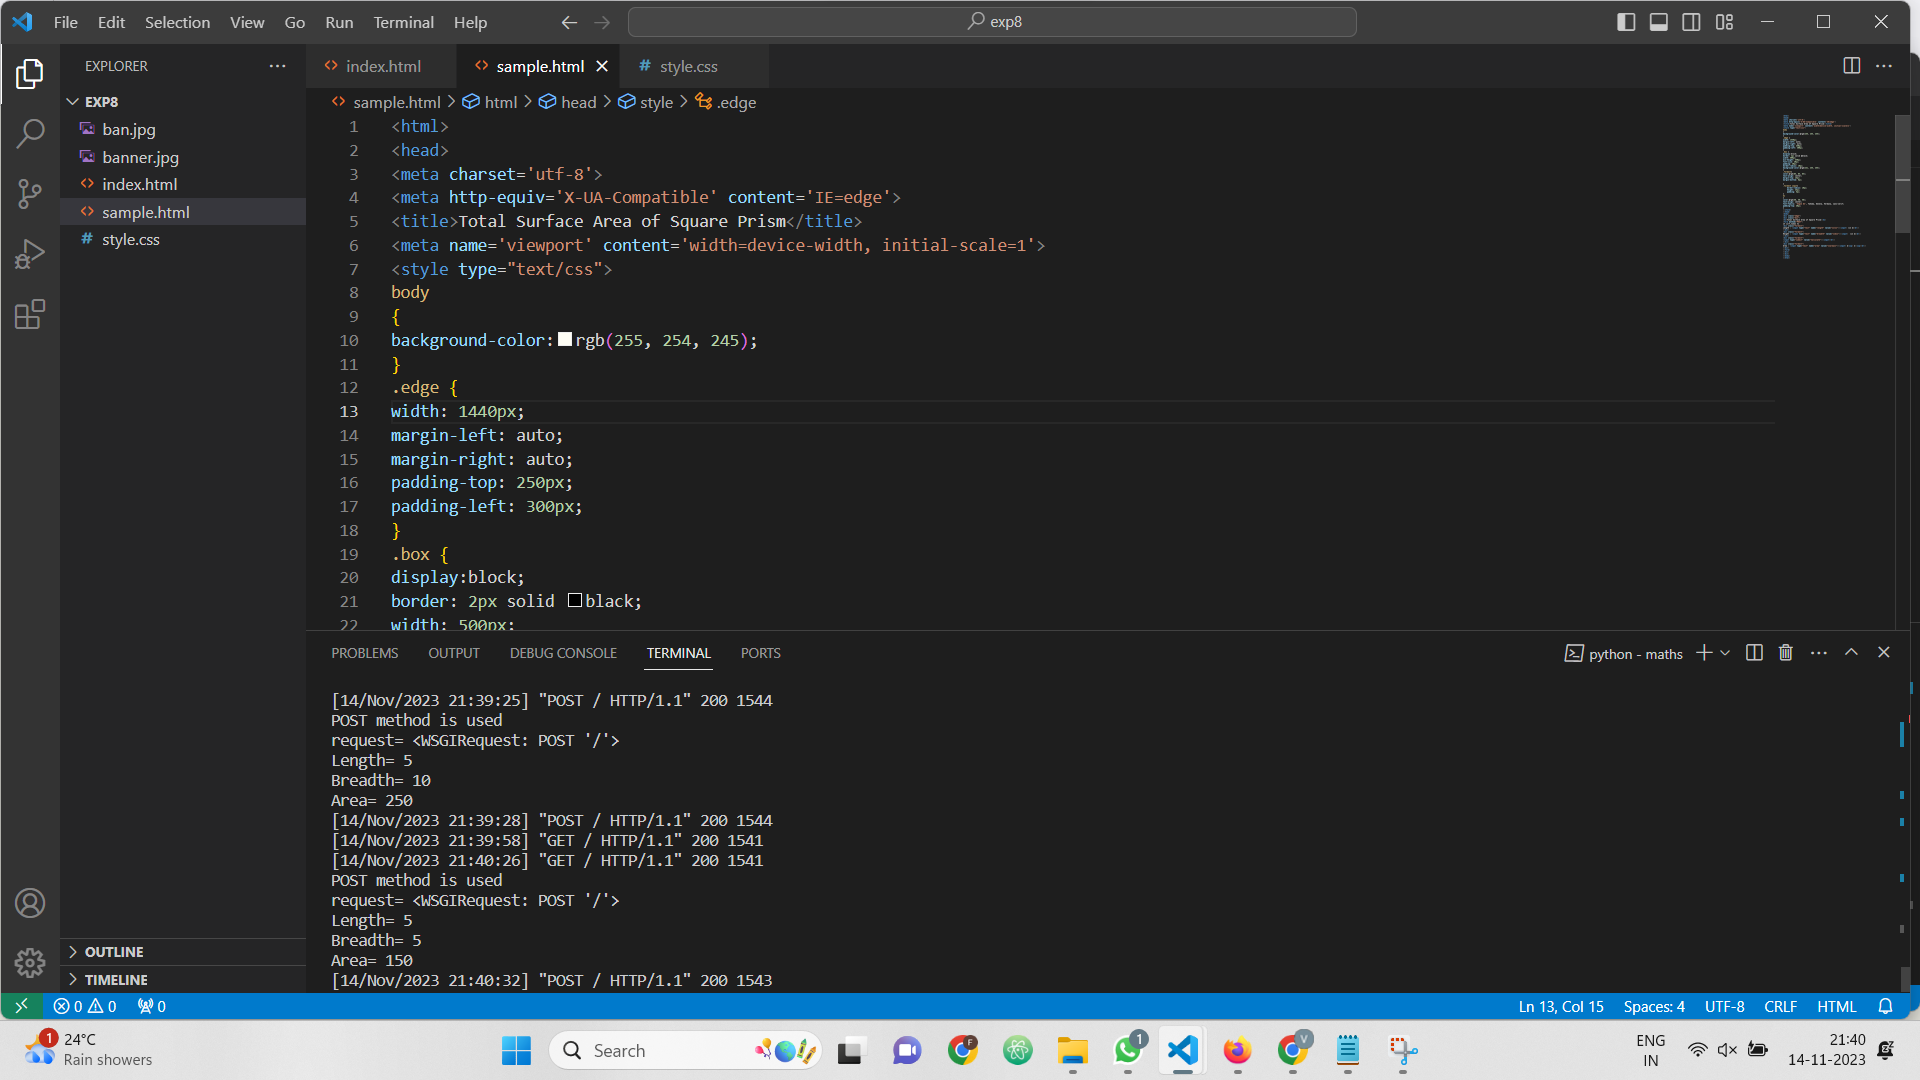 File Edit Selection View Go Run Terminal Help
exp8
EXPLORER
EXP8
ban.jpg
banner.jpg
index.html
sample.html
style.css
OUTLINE
TIMELINE
index.html sample.html style.css
sample.html > html > head > style > .edge
1 <html>
2 <head>
3 <meta charset='utf-8'>
4 <meta http-equiv='X-UA-Compatible' content='IE=edge'>
5 <title>Total Surface Area of Square Prism</title>
6 <meta name='viewport' content='width=device-width, initial-scale=1'>
7 <style type="text/css">
8 body
9 {
10 background-color: rgb(255, 254, 245);
11 }
12 .edge {
13 width: 1440px;
14 margin-left: auto;
15 margin-right: auto;
16 padding-top: 250px;
17 padding-left: 300px;
18 }
19 .box {
20 display:block;
21 border: 2px solid black;
22 width: 500px;
PROBLEMS OUTPUT DEBUG CONSOLE TERMINAL PORTS
python - maths
[14/Nov/2023 21:39:25] "POST / HTTP/1.1" 200 1544
POST method is used
request= <WSGIRequest: POST '/'>
Length= 5
Breadth= 10
Area= 250
[14/Nov/2023 21:39:28] "POST / HTTP/1.1" 200 1544
[14/Nov/2023 21:39:58] "GET / HTTP/1.1" 200 1541
[14/Nov/2023 21:40:26] "GET / HTTP/1.1" 200 1541
POST method is used
request= <WSGIRequest: POST '/'>
Length= 5
Breadth= 5
Area= 150
[14/Nov/2023 21:40:32] "POST / HTTP/1.1" 200 1543
0 0 0
Ln 13, Col 15 Spaces: 4 UTF-8 CRLF HTML
1
24°C
Rain showers
Search
F
1
V
ENG
IN
21:40
14-11-2023